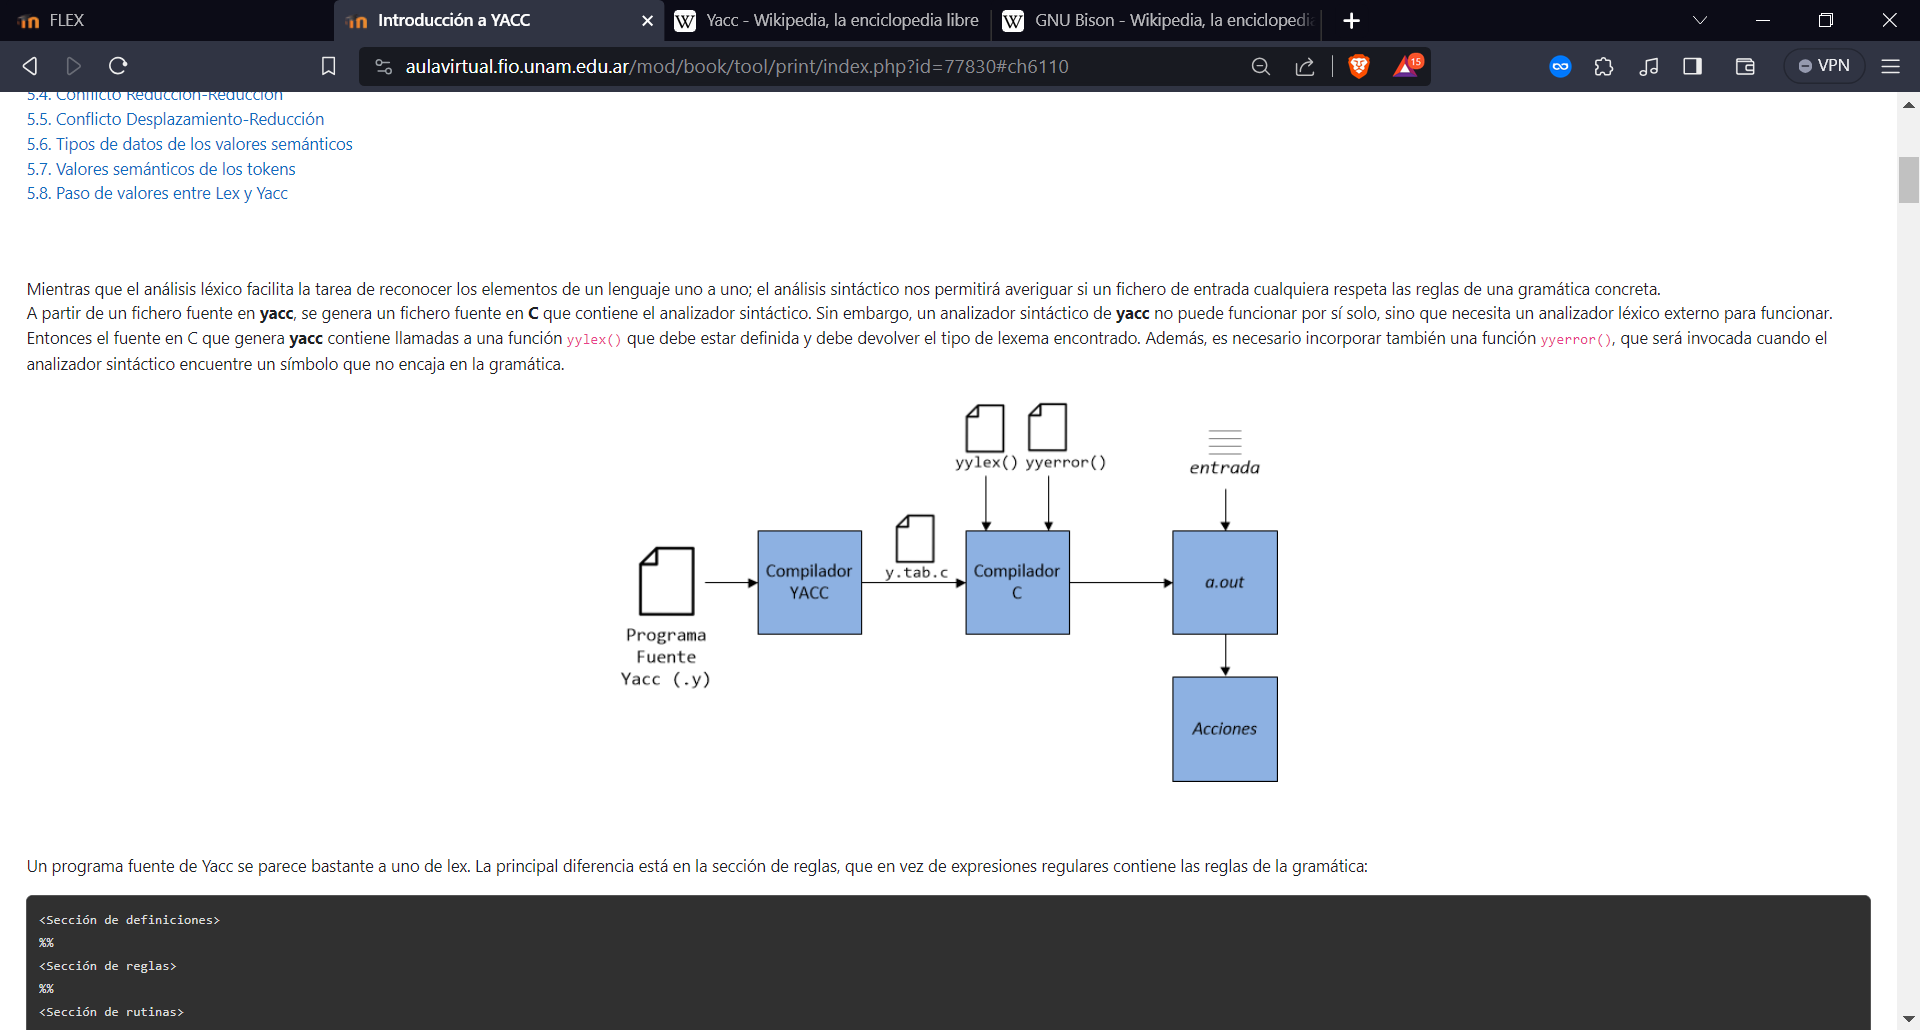 FLEX
Introducción a YACC
Yacc - Wikipedia, la enciclopedia libre
GNU Bison - Wikipedia, la enciclopedi
aulavirtual.fio.unam.edu.ar/mod/book/tool/print/index.php?id=77830#ch6110
15
VPN
5.4. Conflicto Reducción-Reducción
5.5. Conflicto Desplazamiento-Reducción
5.6. Tipos de datos de los valores semánticos
5.7. Valores semánticos de los tokens
5.8. Paso de valores entre Lex y Yacc
Mientras que el análisis léxico facilita la tarea de reconocer los elementos de un lenguaje uno a uno; el análisis sintáctico nos permitirá averiguar si un fichero de entrada cualquiera respeta las reglas de una gramática concreta.
A partir de un fichero fuente en yacc, se genera un fichero fuente en C que contiene el analizador sintáctico. Sin embargo, un analizador sintáctico de yacc no puede funcionar por sí solo, sino que necesita un analizador léxico externo para funcionar.
Entonces el fuente en C que genera yacc contiene llamadas a una función yylex() que debe estar definida y debe devolver el tipo de lexema encontrado. Además, es necesario incorporar también una función yyerror(), que será invocada cuando el
analizador sintáctico encuentre un símbolo que no encaja en la gramática.
yylex() yyerror()
entrada
Programa
Fuente
Yacc (.y)
Compilador
YACC
y.tab.c
Compilador
C
a.out
Acciones
Un programa fuente de Yacc se parece bastante a uno de lex. La principal diferencia está en la sección de reglas, que en vez de expresiones regulares contiene las reglas de la gramática:
<Sección de definiciones>
%%
<Sección de reglas>
%%
<Sección de rutinas>